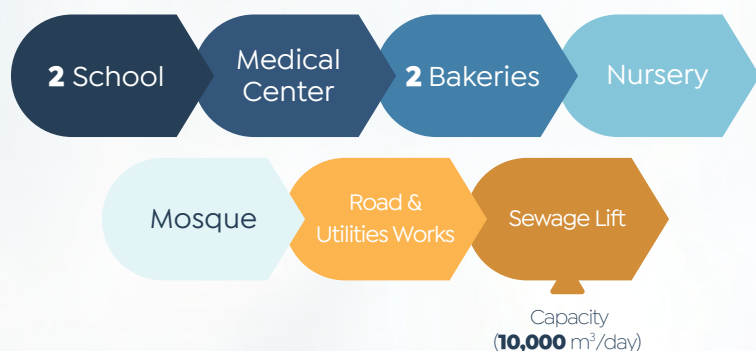 2 School
Medical
Center
2 Bakeries
Nursery
Mosque
Road &
Utilities Works
Sewage Lift
Capacity
(10,000 m³/day)